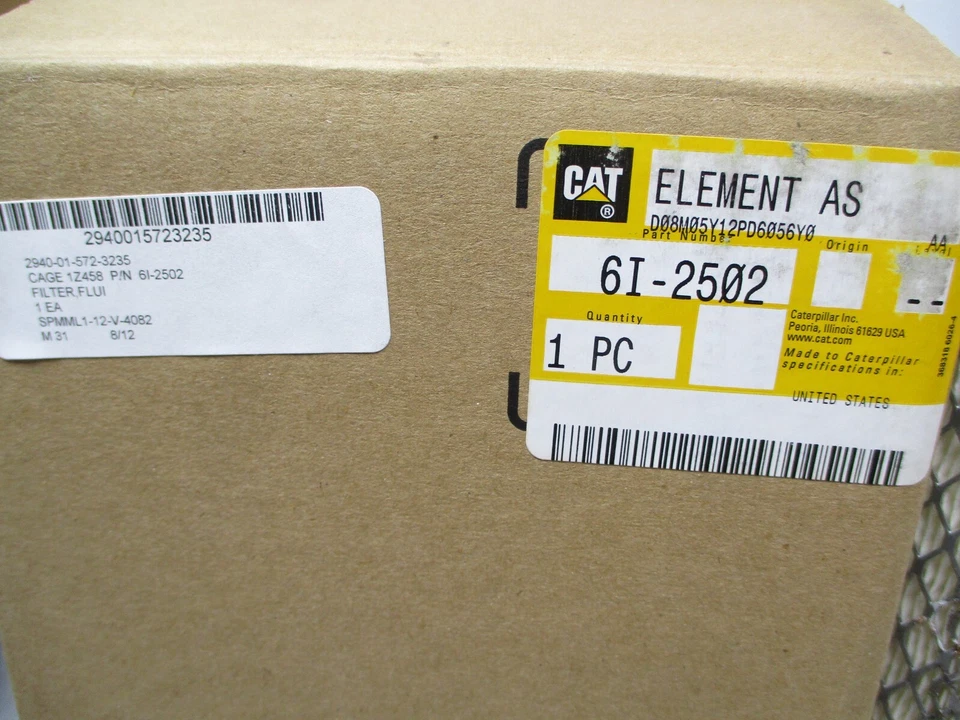 2940015723235
2940-01-572-3235
CAGE 1Z458 P/N 6I-2502
FILTER,FLUI
1 EA
SPMML1-12-V-4082
M 31 8/12
CAT
®
ELEMENT AS
D08M05Y12PD6056Y0
Part Number
Origin
AA
6I-2502
--
Quantity
1 PC
Caterpillar Inc.
Peoria, Illinois 61629 USA
www.cat.com
Made to Caterpillar
specifications in:
UNITED STATES